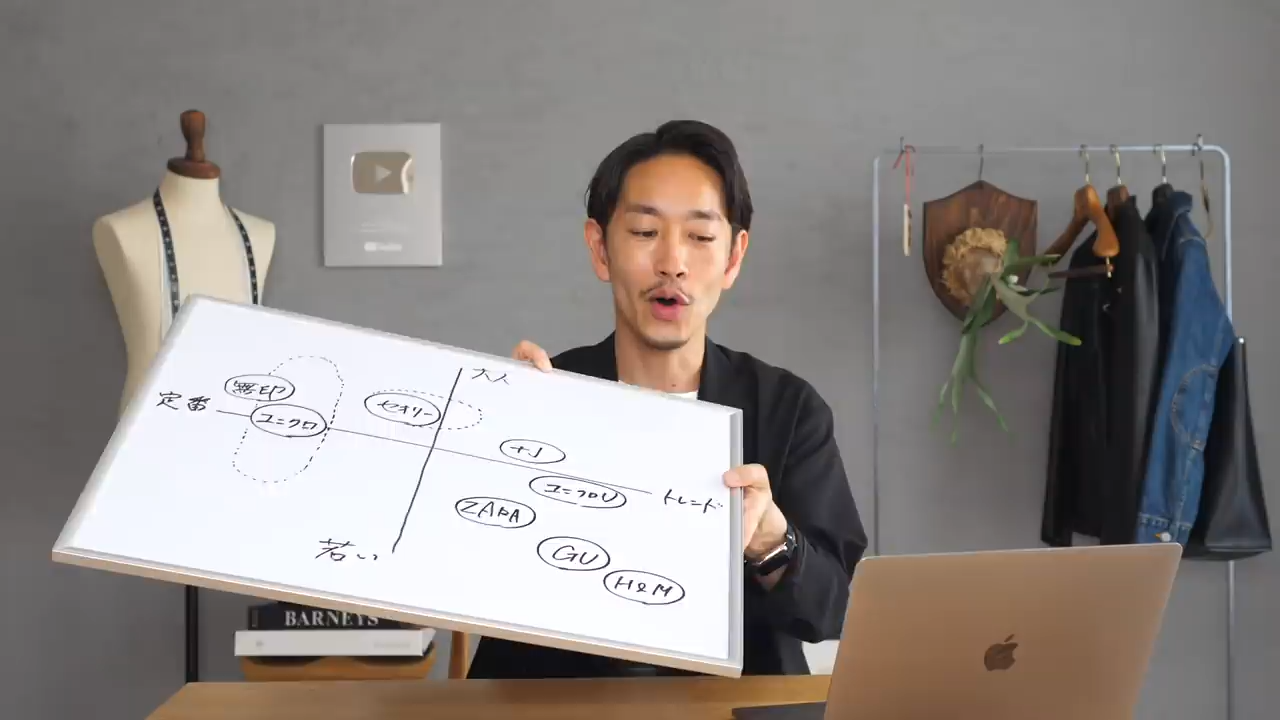 大人
無印
定番
ユニクロ
セオリー
+J
ユニクロU
トレンド
ZARA
GU
H&M
若い
BARNEYS